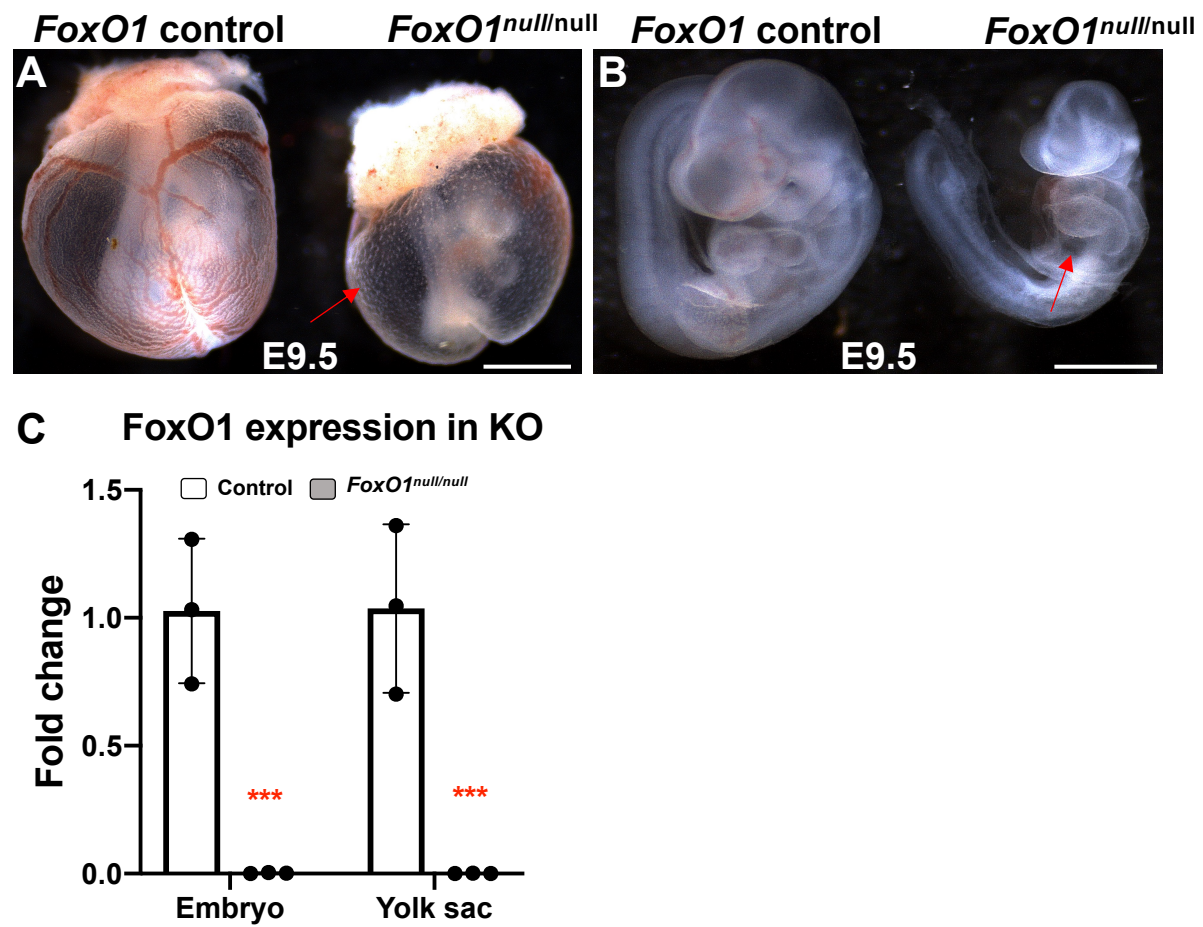 FoxO1 control FoxO1null/null FoxO1 control FoxO1null/null
A B
E9.5 E9.5
C FoxO1 expression in KO
Control FoxO1null/null
1.5
1.0
0.5
0.0
Fold change
*** ***
Embryo Yolk sac